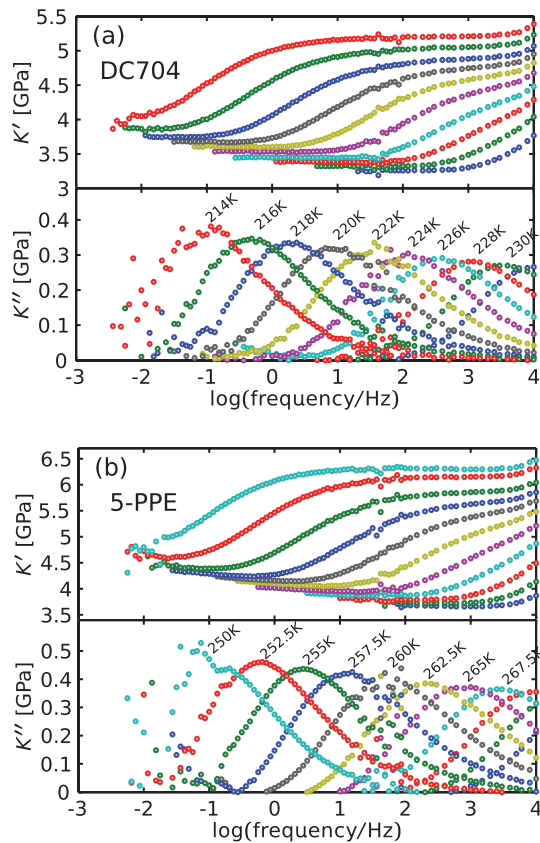 (a)
DC704
K′ [GPa]
5.5
5
4.5
4
3.5
3
K″ [GPa]
0.4
0.3
0.2
0.1
0
214K
216K
218K
220K
222K
224K
226K
228K
230K
-3 -2 -1 0 1 2 3 4
log(frequency/Hz)
(b)
5-PPE
K′ [GPa]
6.5
6
5.5
5
4.5
4
3.5
K″ [GPa]
0.5
0.4
0.3
0.2
0.1
0
250K
252.5K
255K
257.5K
260K
262.5K
265K
267.5K
-3 -2 -1 0 1 2 3 4
log(frequency/Hz)